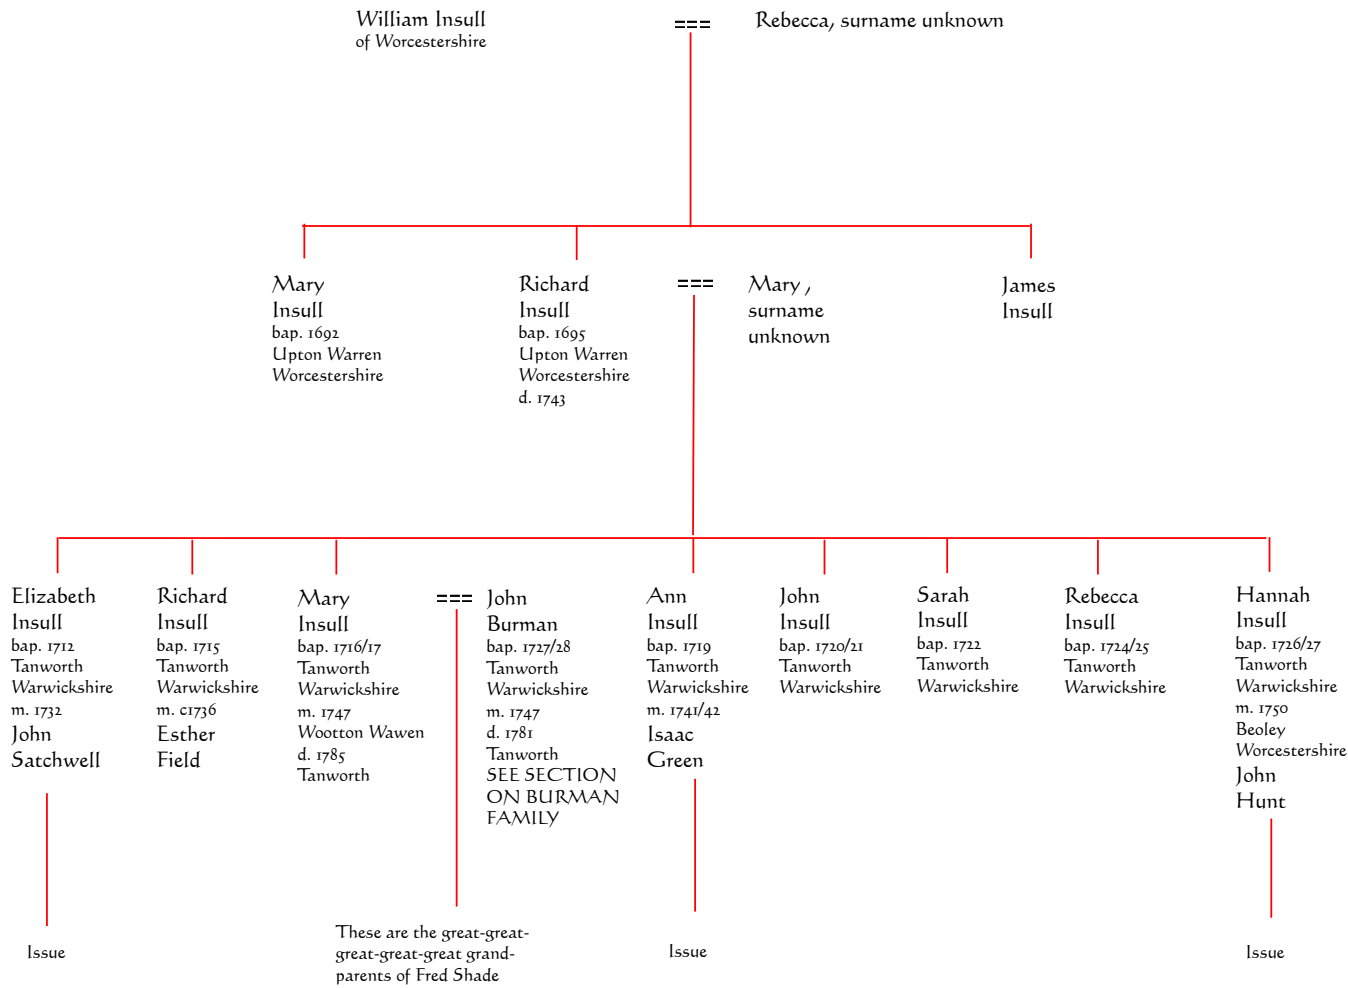 William Insull
of Worcestershire
===
Rebecca, surname unknown
Mary
Insull
bap. 1692
Upton Warren
Worcestershire
Richard
Insull
bap. 1695
Upton Warren
Worcestershire
d. 1743
===
Mary ,
surname
unknown
James
Insull
Elizabeth
Insull
bap. 1712
Tanworth
Warwickshire
m. 1732
John
Satchwell
Richard
Insull
bap. 1715
Tanworth
Warwickshire
m. c1736
Esther
Field
Mary
Insull
bap. 1716/17
Tanworth
Warwickshire
m. 1747
Wootton Wawen
d. 1785
Tanworth
===
John
Burman
bap. 1727/28
Tanworth
Warwickshire
m. 1747
d. 1781
Tanworth
SEE SECTION
ON BURMAN
FAMILY
Ann
Insull
bap. 1719
Tanworth
Warwickshire
m. 1741/42
Isaac
Green
John
Insull
bap. 1720/21
Tanworth
Warwickshire
Sarah
Insull
bap. 1722
Tanworth
Warwickshire
Rebecca
Insull
bap. 1724/25
Tanworth
Warwickshire
Hannah
Insull
bap. 1726/27
Tanworth
Warwickshire
m. 1750
Beoley
Worcestershire
John
Hunt
Issue
These are the great-great-
great-great-great grand-
parents of Fred Shade
Issue
Issue